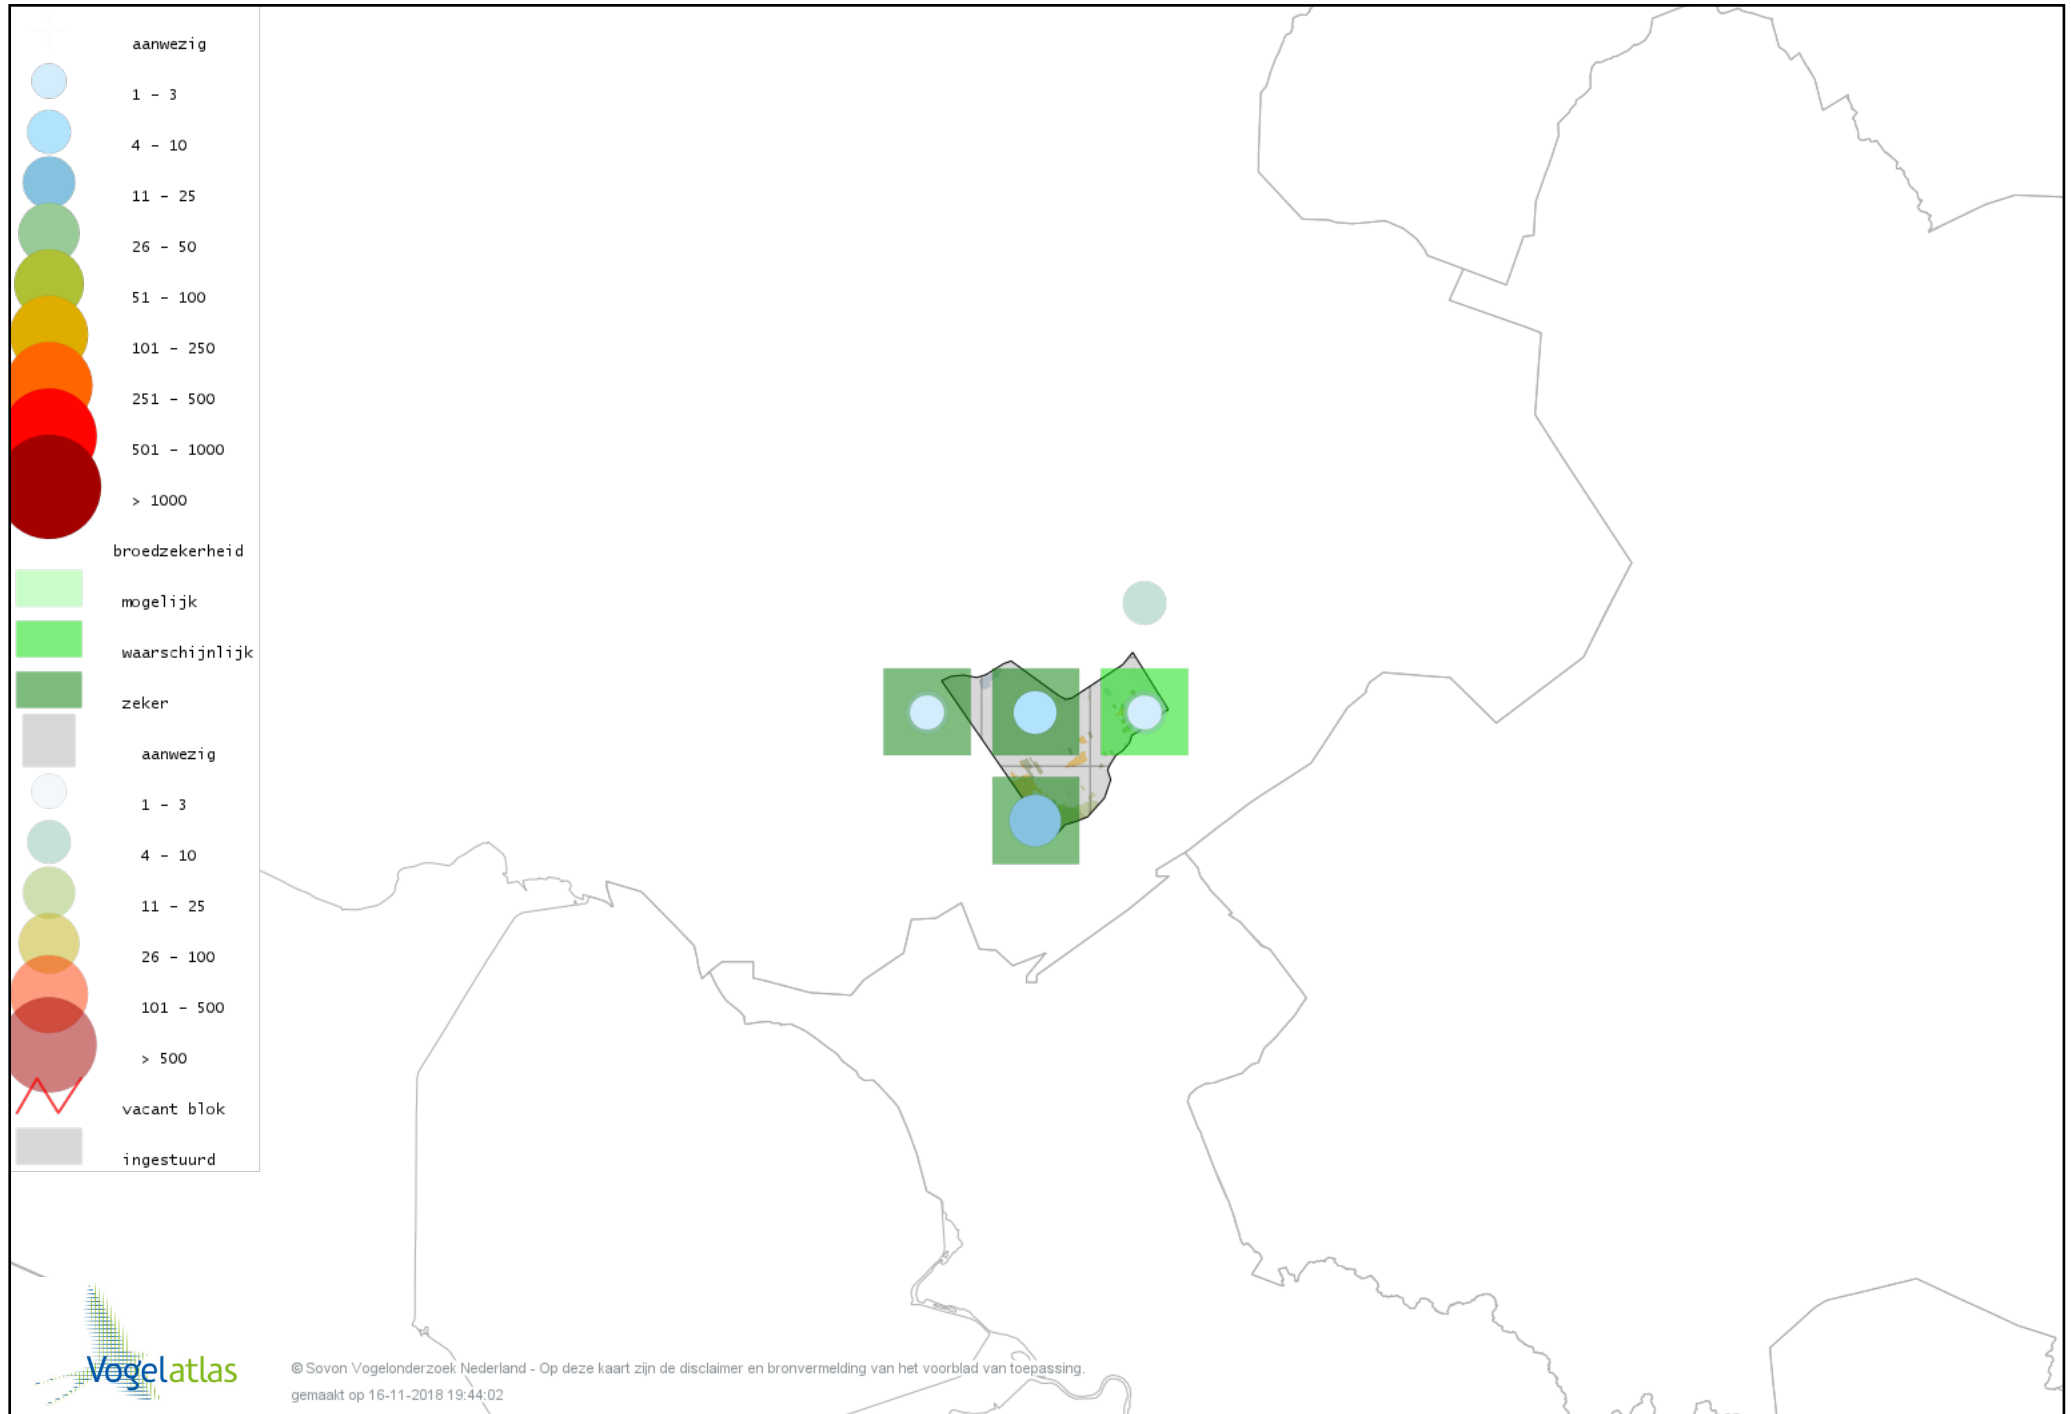 aanwezig
1 - 3
4 - 10
11 - 25
26 - 50
51 - 100
101 - 250
251 - 500
501 - 1000
> 1000
broedzekerheid
mogelijk
waarschijnlijk
zeker
aanwezig
1 - 3
4 - 10
11 - 25
26 - 100
101 - 500
> 500
vacant blok
ingestuurd
Vogelatlas
© Sovon Vogelonderzoek Nederland - Op deze kaart zijn de disclaimer en bronvermelding van het voorblad van toepassing.
gemaakt op 16-11-2018 19:44:02